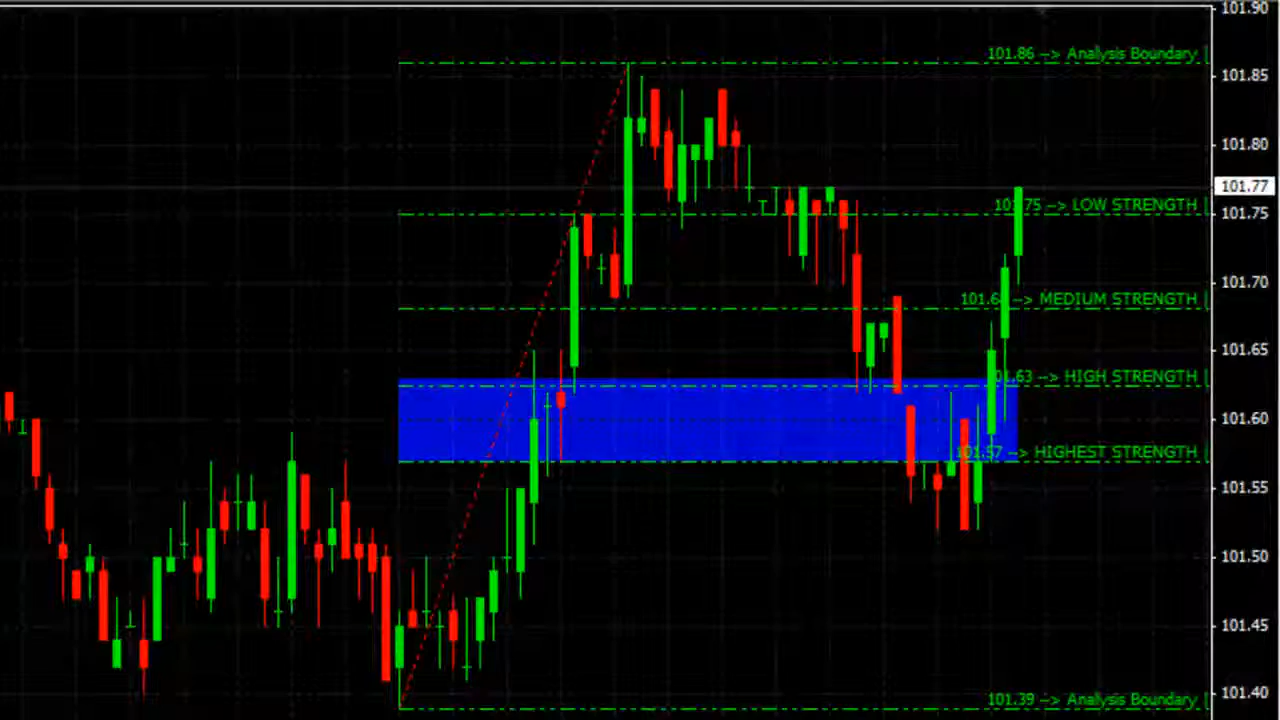 101.90
101.86 --> Analysis Boundary |
101.85
101.80
101.77
75 --> LOW STRENGTH |
101.75
101.70
--> MEDIUM STRENGTH |
101.65
.63 --> HIGH STRENGTH |
101.60
101.57 --> HIGHEST STRENGTH |
101.55
101.50
101.45
101.39 --> Analysis Boundary |
101.40